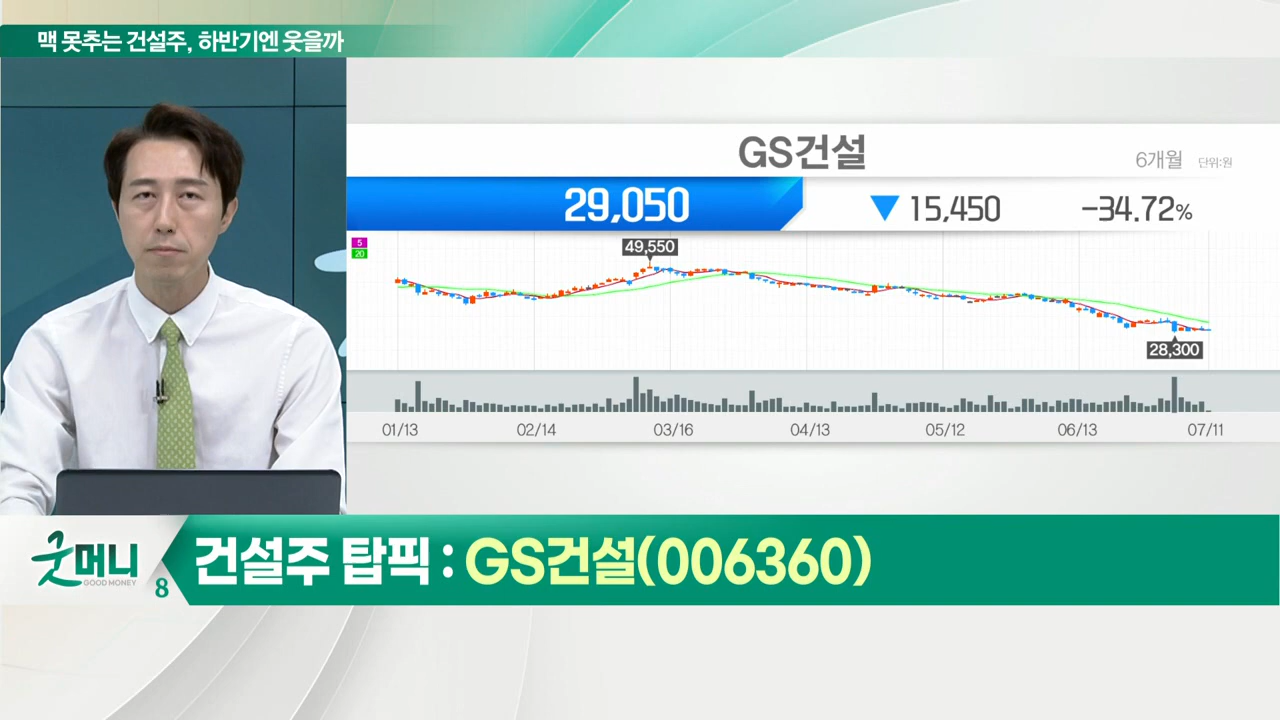 맥 못추는 건설주, 하반기엔 웃을까
GS건설
6개월 단위:원
29,050 ▼ 15,450 -34.72%
5
20
49,550
28,300
01/13 02/14 03/16 04/13 05/12 06/13 07/11
굿머니
GOOD MONEY
8
건설주 탑픽 : GS건설(006360)